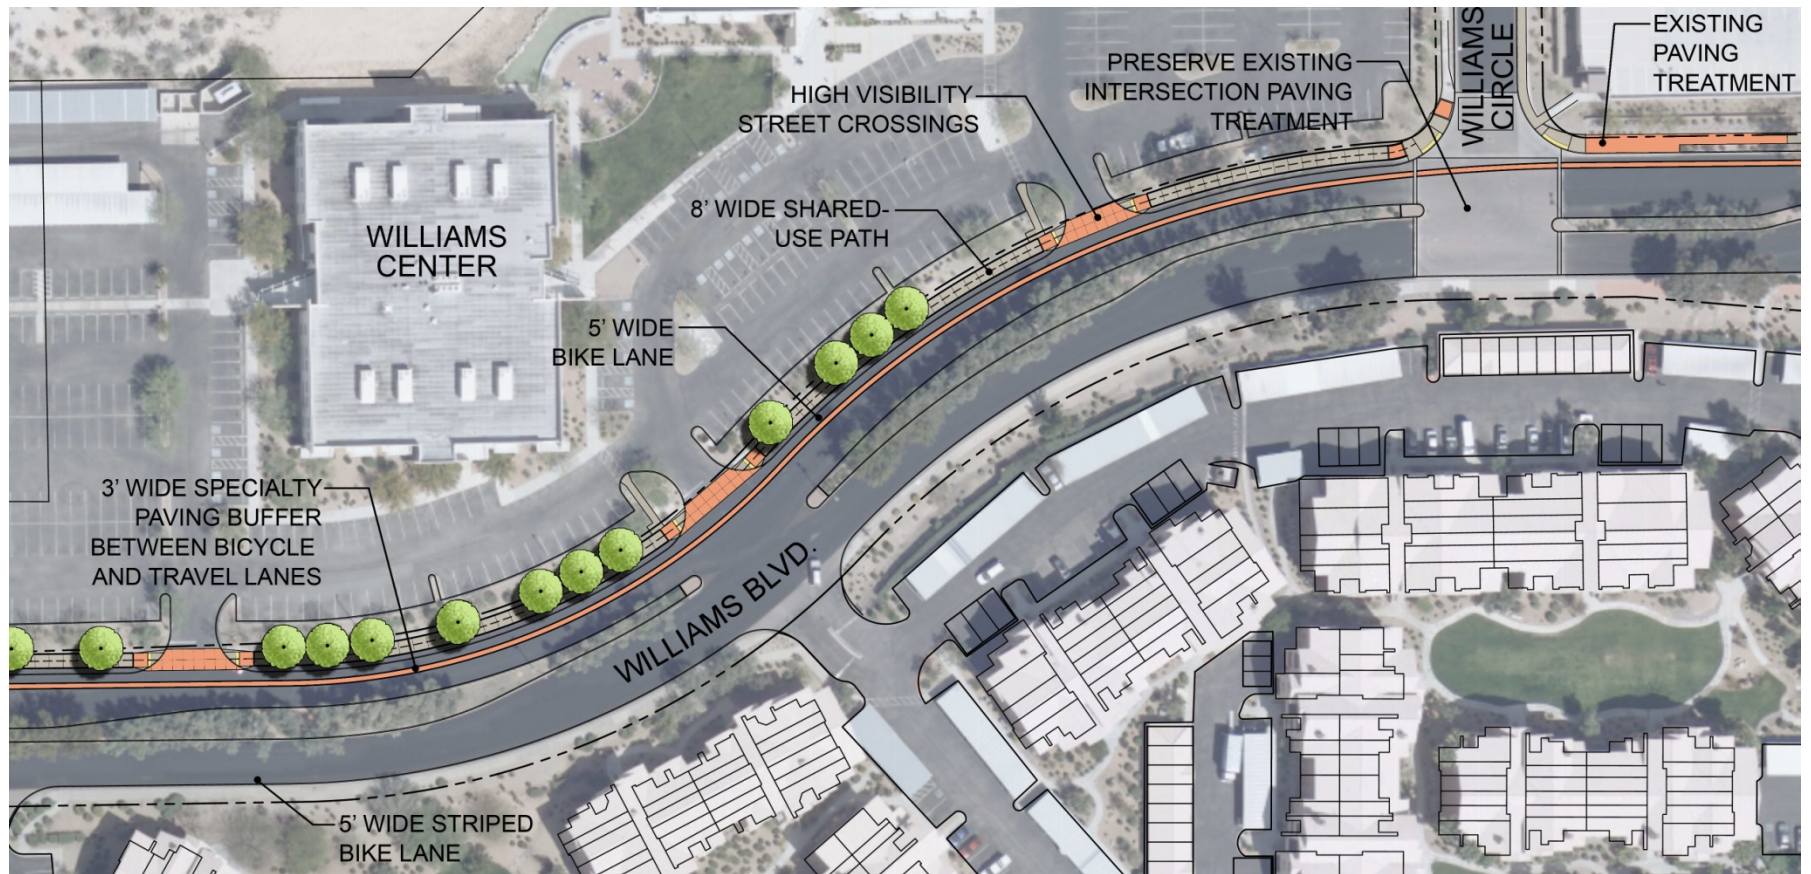 WILLIAMS
CIRCLE
EXISTING
PAVING
TREATMENT
PRESERVE EXISTING
INTERSECTION PAVING
TREATMENT
HIGH VISIBILITY
STREET CROSSINGS
8' WIDE SHARED-
USE PATH
WILLIAMS
CENTER
5' WIDE
BIKE LANE
3' WIDE SPECIALTY
PAVING BUFFER
BETWEEN BICYCLE
AND TRAVEL LANES
WILLIAMS BLVD.
5' WIDE STRIPED
BIKE LANE